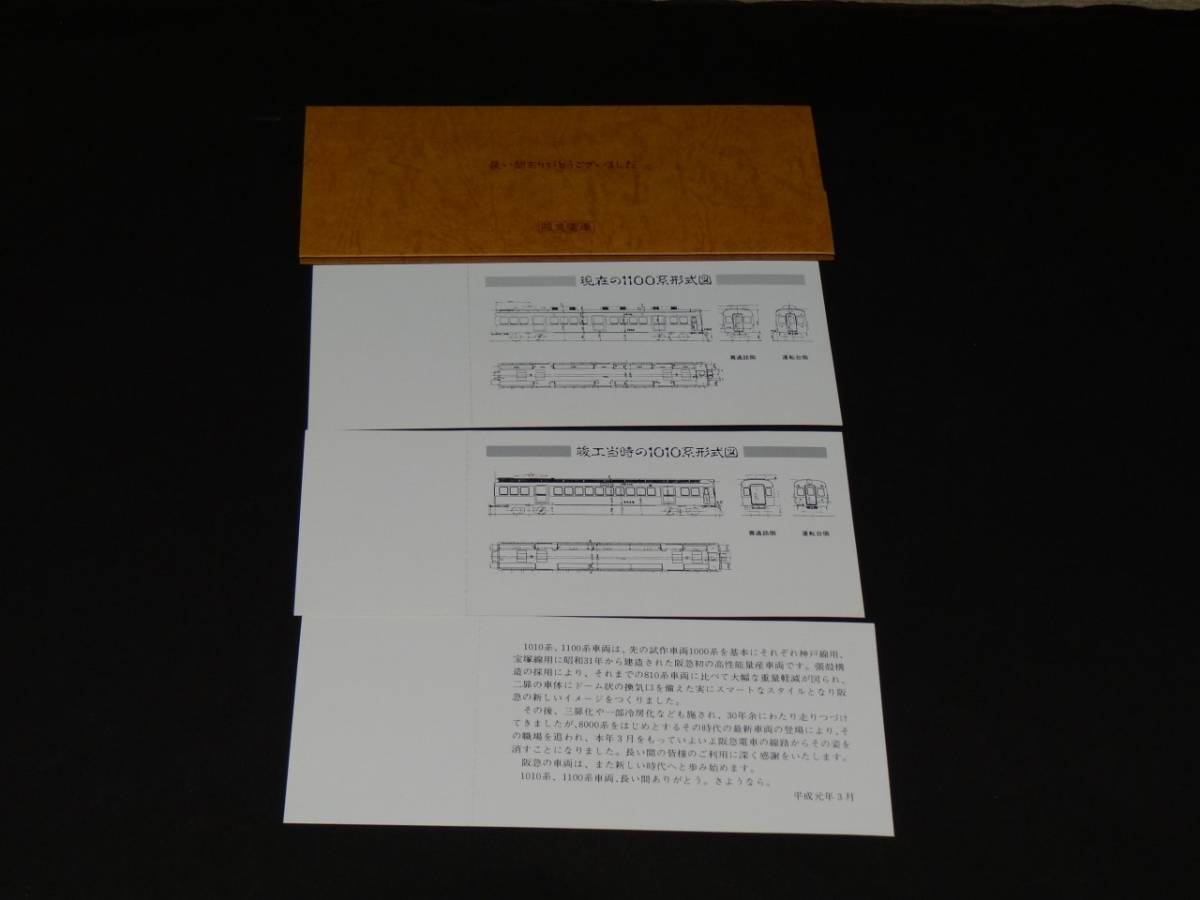 長い間ありがとうございました
阪急電車
現在の1100系形式図
貫通路側
運転台側
竣工当時の1010系形式図
貫通路側
運転台側
1010系、1100系車両は、先の試作車両1000系を基本にそれぞれ神戸線用、
宝塚線用に昭和31年から建造された阪急初の高性能量産車両です。張殻構
造の採用により、それまでの810系車両に比べて大幅な重量軽減が図られ、
二扉の車体にドーム状の換気口を備えた実にスマートなスタイルとなり阪
急の新しいイメージをつくりました。
その後、三扉化や一部冷房化なども施され、30年余にわたり走りつづけ
てきましたが、8000系をはじめとするその時代の最新車両の登場により、そ
の職場を追われ、本年3月をもっていよいよ阪急電車の線路からその姿を
消すことになりました。長い間の皆様のご利用に深く感謝をいたします。
阪急の車両は、また新しい時代へと歩み始めます。
1010系、1100系車両、長い間ありがとう。さようなら。
平成元年3月